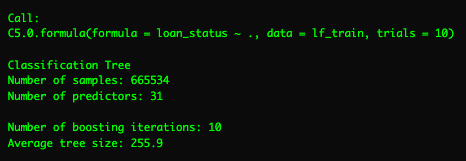 Call:
C5.0.formula(formula = loan_status ~ ., data = lf_train, trials = 10)
Classification Tree
Number of samples: 665534
Number of predictors: 31
Number of boosting iterations: 10
Average tree size: 255.9